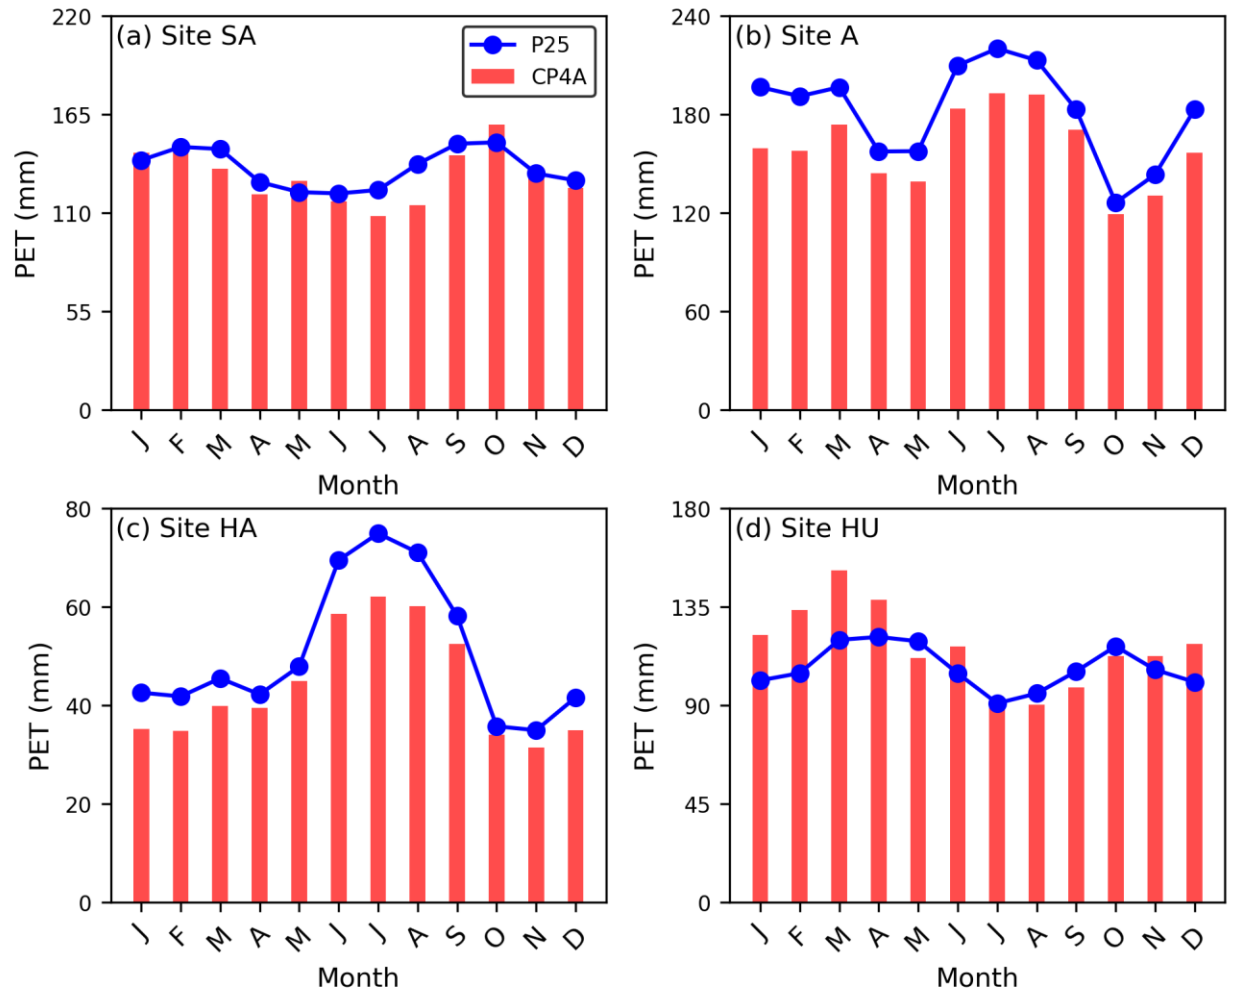 (a) Site SA
P25
CP4A
PET (mm)
220
165
110
55
0
J F M A M J J A S O N D
Month
(b) Site A
PET (mm)
240
180
120
60
0
J F M A M J J A S O N D
Month
(c) Site HA
PET (mm)
80
60
40
20
0
J F M A M J J A S O N D
Month
(d) Site HU
PET (mm)
180
135
90
45
0
J F M A M J J A S O N D
Month